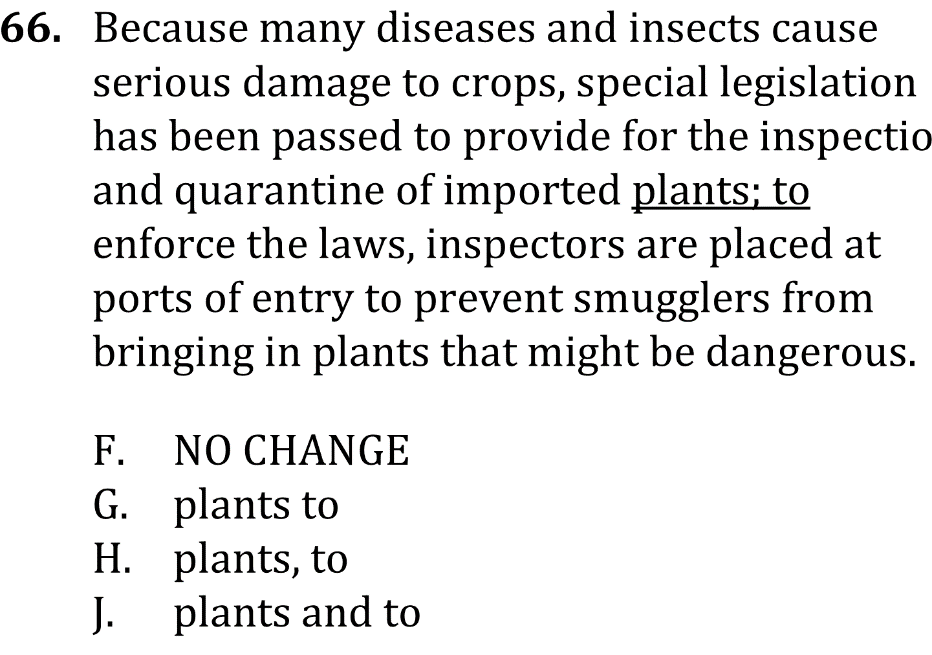 66. Because many diseases and insects cause
serious damage to crops, special legislation
has been passed to provide for the inspectio
and quarantine of imported plants; to
enforce the laws, inspectors are placed at
ports of entry to prevent smugglers from
bringing in plants that might be dangerous.
F. NO CHANGE
G. plants to
H. plants, to
J. plants and to